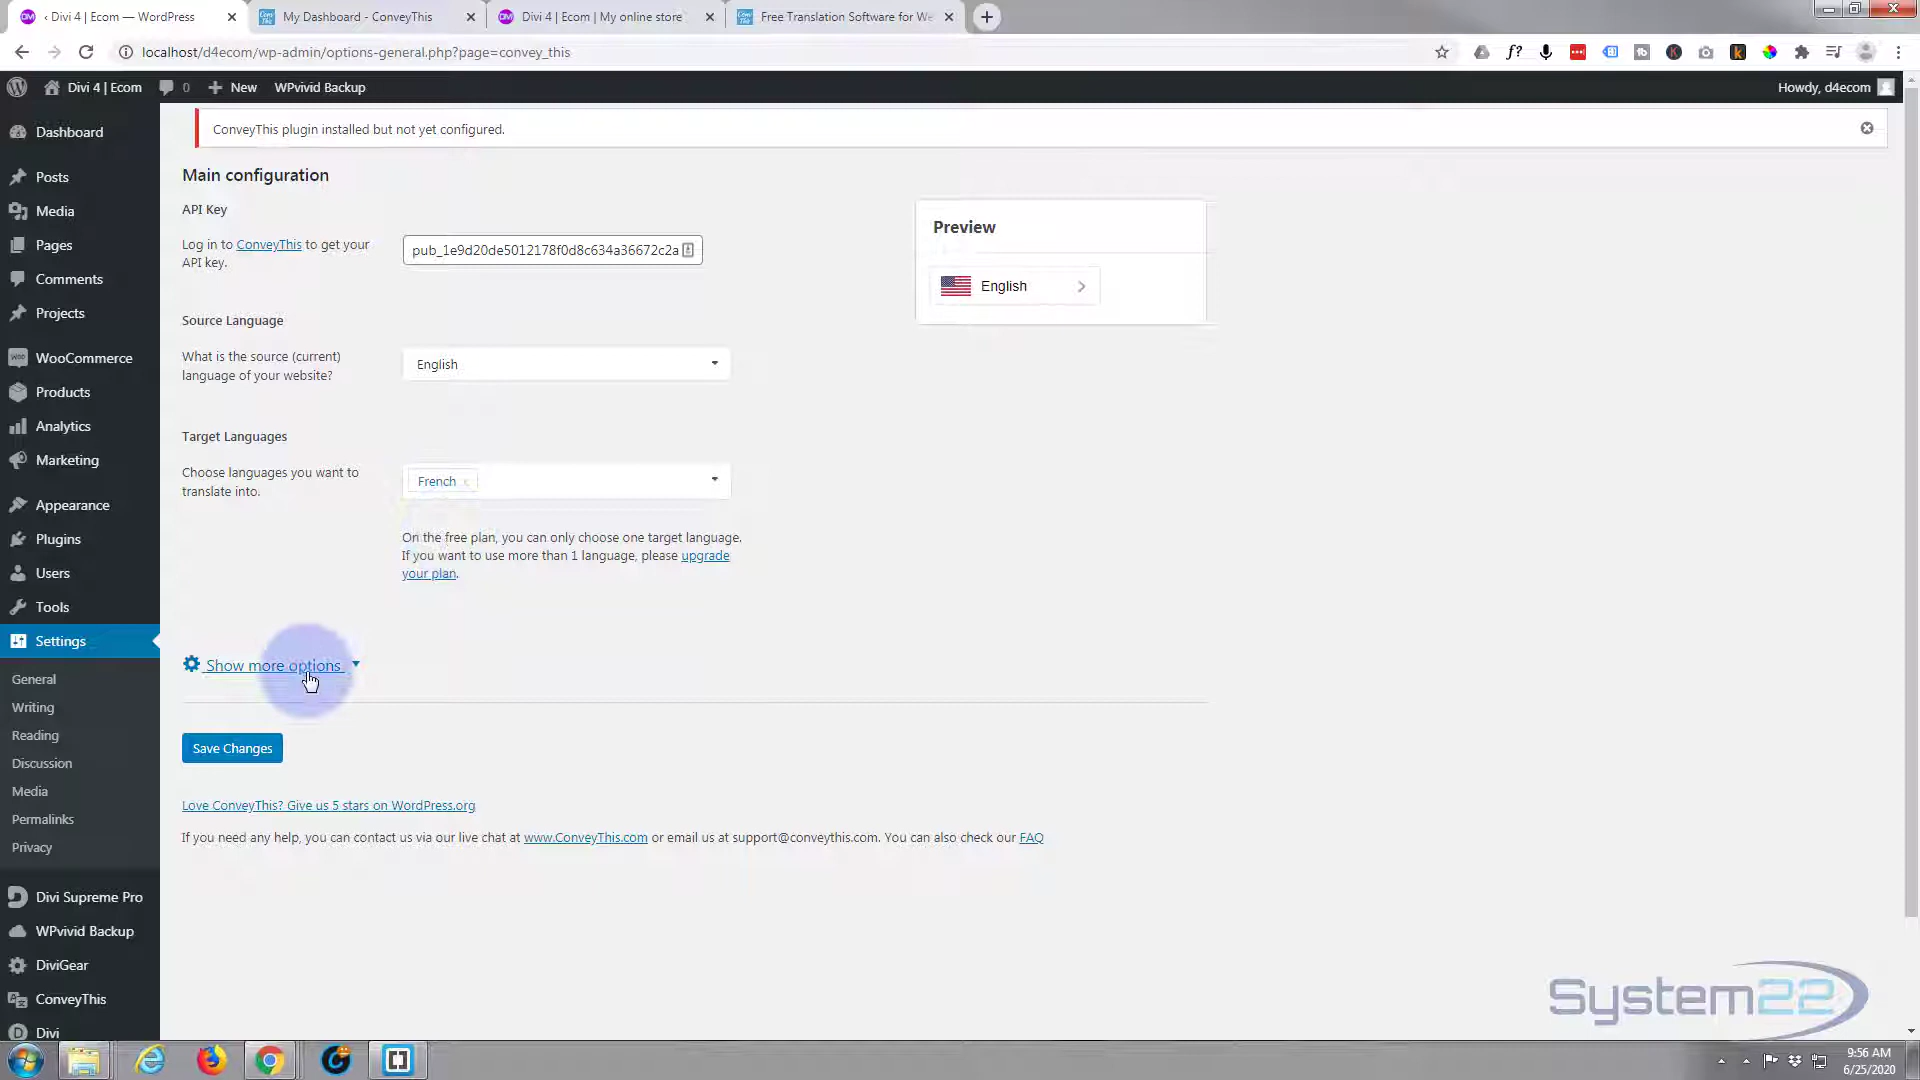 ‹ Divi 4 | Ecom — WordPress
My Dashboard - ConveyThis
Divi 4 | Ecom | My online store
Free Translation Software for We
localhost/d4ecom/wp-admin/options-general.php?page=convey_this
Divi 4 | Ecom
0
New
WPvivid Backup
Howdy, d4ecom
Dashboard
Posts
Media
Pages
Comments
Projects
WooCommerce
Products
Analytics
Marketing
Appearance
Plugins
Users
Tools
Settings
General
Writing
Reading
Discussion
Media
Permalinks
Privacy
Divi Supreme Pro
WPvivid Backup
DiviGear
ConveyThis
Divi
ConveyThis plugin installed but not yet configured.
Main configuration
API Key
Log in to ConveyThis to get your
API key.
pub_1e9d20de5012178f0d8c634a36672c2a
Source Language
What is the source (current)
language of your website?
English
Target Languages
Choose languages you want to
translate into.
French ×
On the free plan, you can only choose one target language.
If you want to use more than 1 language, please upgrade
your plan.
Show more options
Save Changes
Love ConveyThis? Give us 5 stars on WordPress.org
If you need any help, you can contact us via our live chat at www.ConveyThis.com or email us at support@conveythis.com. You can also check our FAQ
Preview
English
System22
9:56 AM
6/25/2020